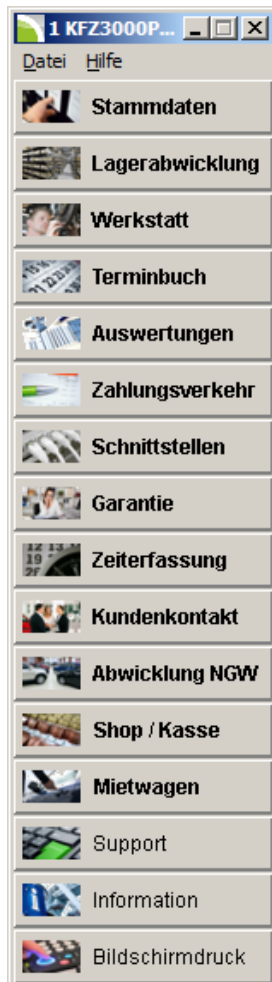 1 KFZ3000P...
Datei Hilfe
Stammdaten
Lagerabwicklung
Werkstatt
Terminbuch
Auswertungen
Zahlungsverkehr
Schnittstellen
Garantie
Zeiterfassung
Kundenkontakt
Abwicklung NGW
Shop / Kasse
Mietwagen
Support
Information
Bildschirmdruck